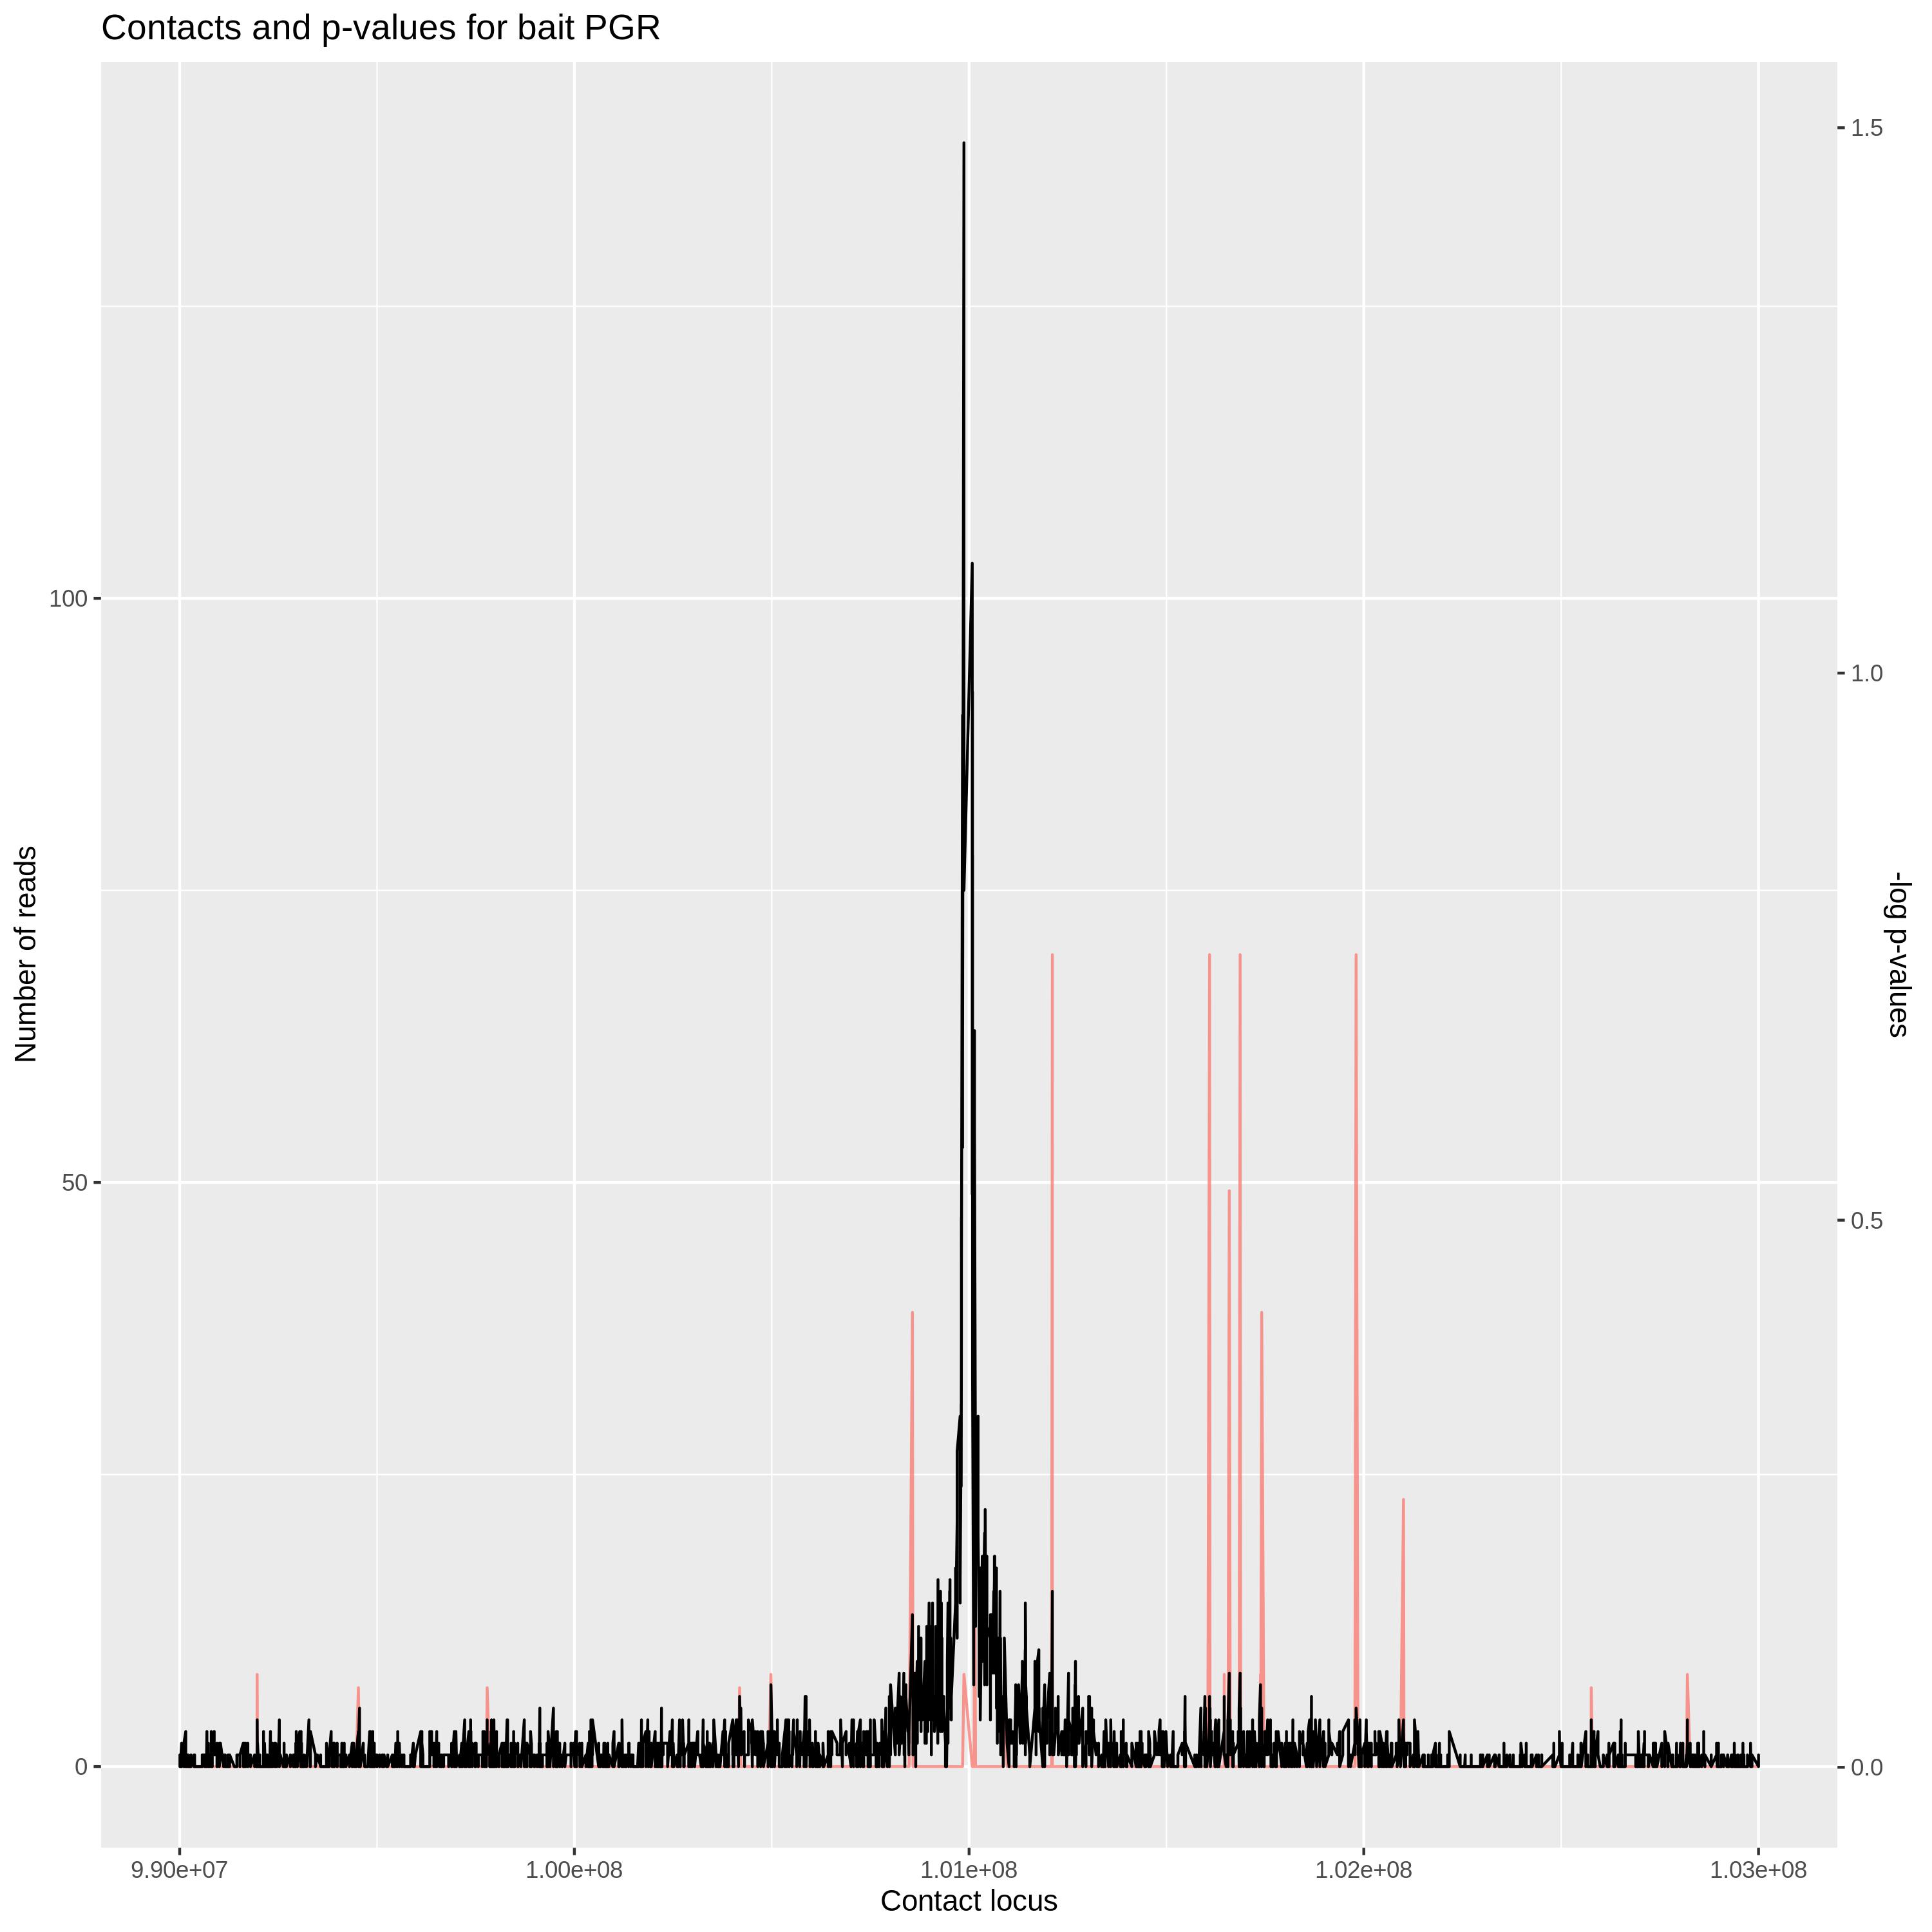 Contacts and p-values for bait PGR
Number of reads
100
50
0
1.5
1.0
0.5
0.0
-log p-values
9.90e+07 1.00e+08 1.01e+08 1.02e+08 1.03e+08
Contact locus